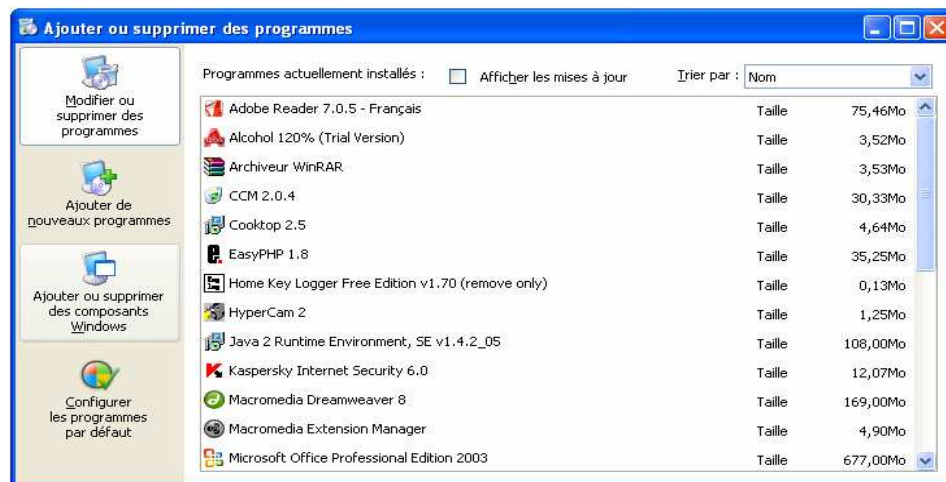 Ajouter ou supprimer des programmes
Modifier ou
supprimer des
programmes
Ajouter de
nouveaux programmes
Ajouter ou supprimer
des composants
Windows
Configurer
les programmes
par défaut
Programmes actuellement installés : Afficher les mises à jour Trier par : Nom
Adobe Reader 7.0.5 - Français Taille 75,46Mo
Alcohol 120% (Trial Version) Taille 3,52Mo
Archiveur WinRAR Taille 3,53Mo
CCM 2.0.4 Taille 30,33Mo
Cooktop 2.5 Taille 4,64Mo
EasyPHP 1.8 Taille 35,25Mo
Home Key Logger Free Edition v1.70 (remove only) Taille 0,13Mo
HyperCam 2 Taille 1,25Mo
Java 2 Runtime Environment, SE v1.4.2_05 Taille 108,00Mo
Kaspersky Internet Security 6.0 Taille 12,07Mo
Macromedia Dreamweaver 8 Taille 169,00Mo
Macromedia Extension Manager Taille 4,90Mo
Microsoft Office Professional Edition 2003 Taille 677,00Mo